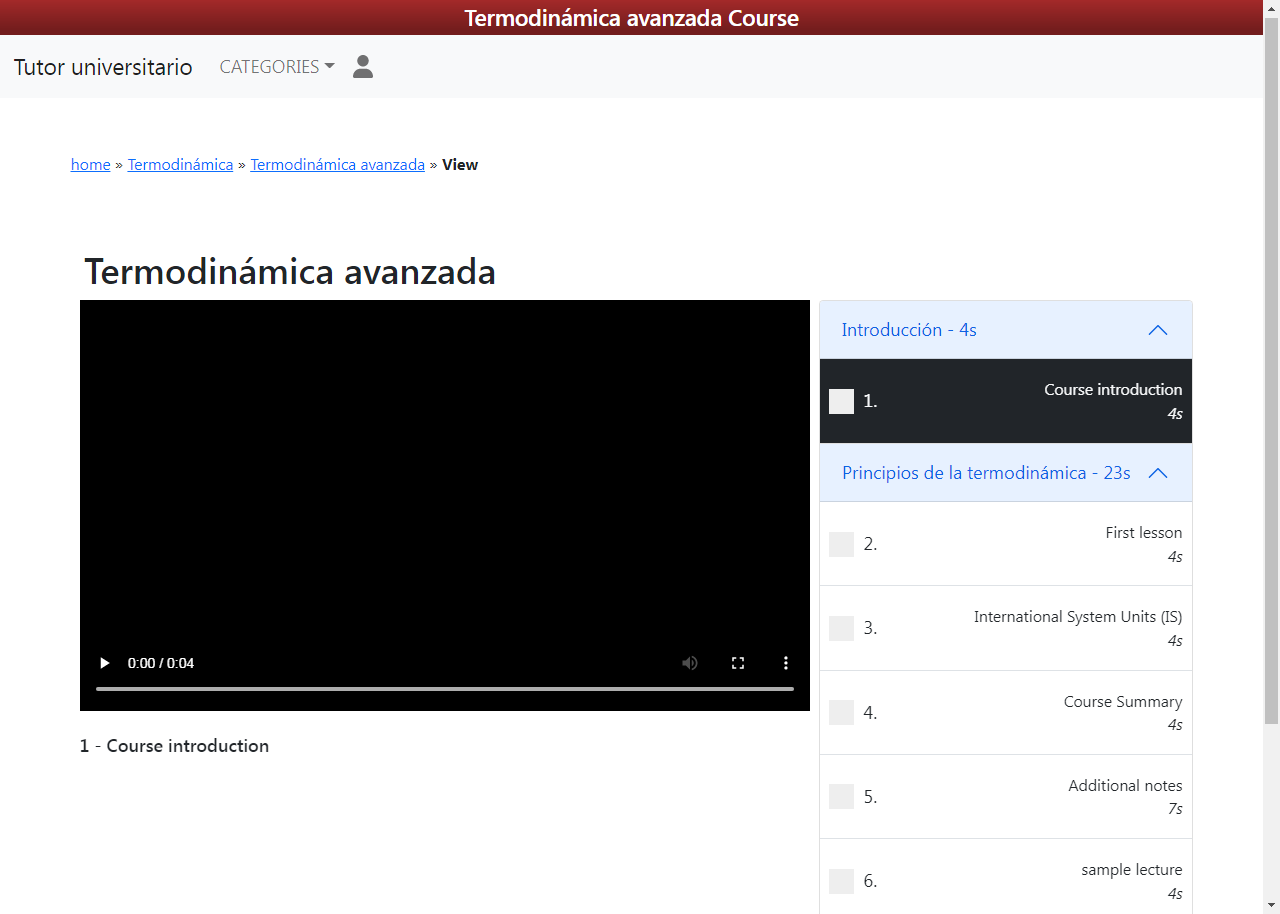 Termodinámica avanzada Course
Tutor universitario CATEGORIES
home » Termodinámica » Termodinámica avanzada » View
Termodinámica avanzada
0:00 / 0:04
1 - Course introduction
Introducción - 4s
1. Course introduction
4s
Principios de la termodinámica - 23s
2. First lesson
4s
3. International System Units (IS)
4s
4. Course Summary
4s
5. Additional notes
7s
6. sample lecture
4s